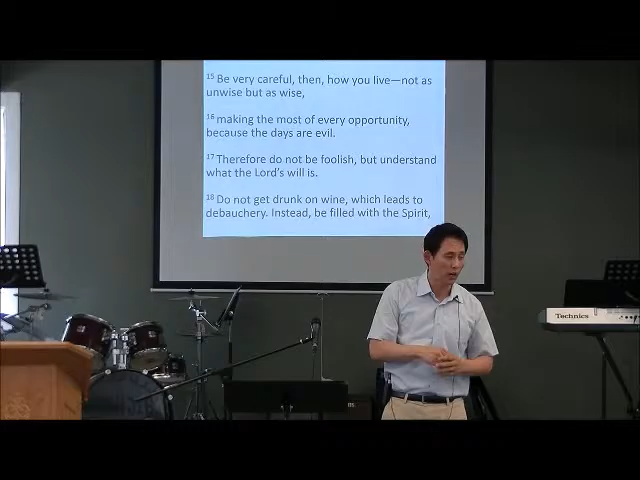 15 Be very careful, then, how you live—not as
unwise but as wise,
16 making the most of every opportunity,
because the days are evil.
17 Therefore do not be foolish, but understand
what the Lord's will is.
18 Do not get drunk on wine, which leads to
debauchery. Instead, be filled with the Spirit,
Technics